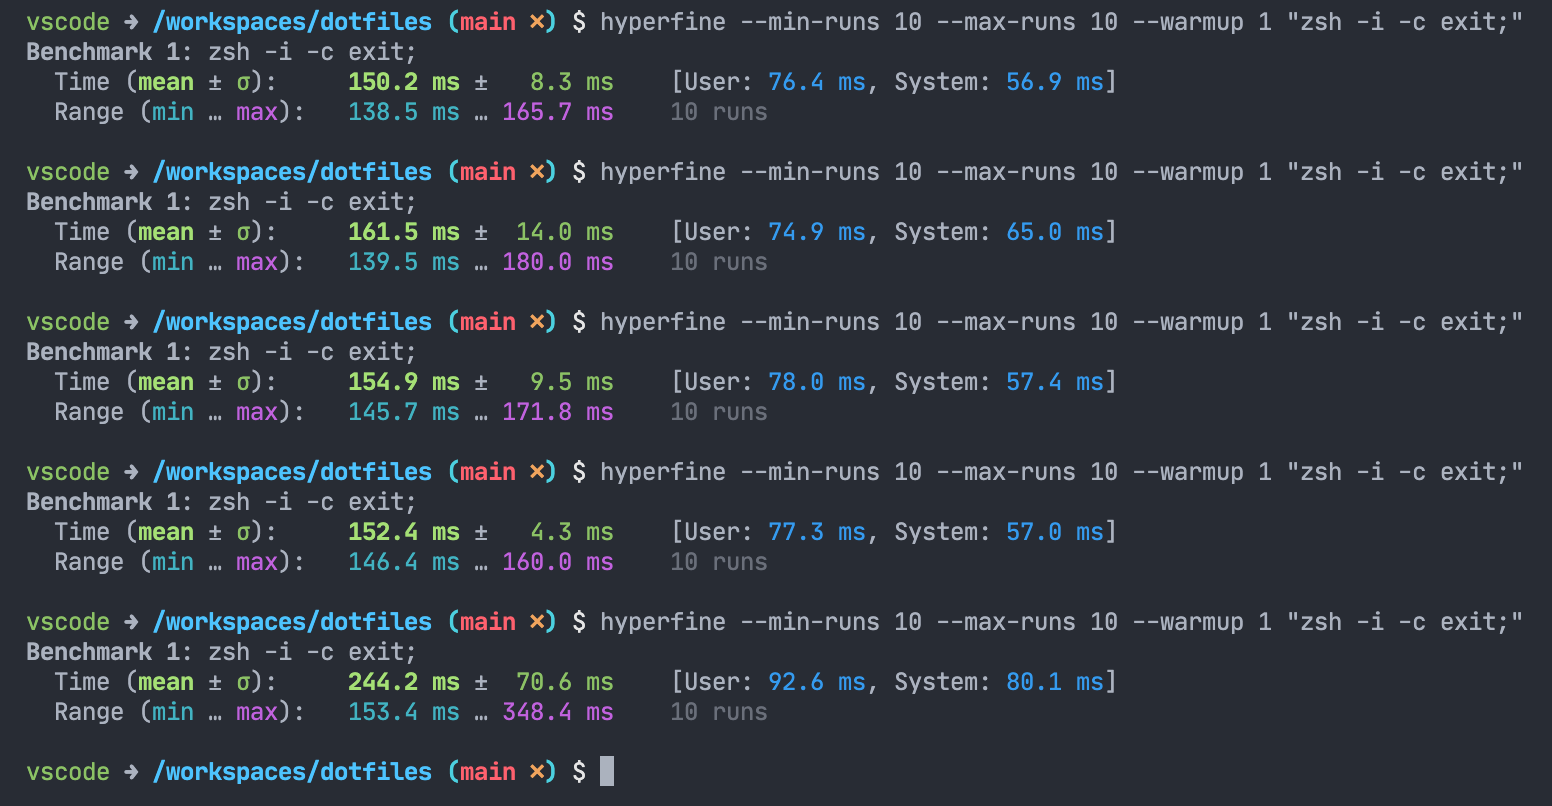 vscode ➜ /workspaces/dotfiles (main ✗) $ hyperfine --min-runs 10 --max-runs 10 --warmup 1 "zsh -i -c exit;"
Benchmark 1: zsh -i -c exit;
  Time (mean ± σ):     150.2 ms ±   8.3 ms    [User: 76.4 ms, System: 56.9 ms]
  Range (min … max):   138.5 ms … 165.7 ms    10 runs

vscode ➜ /workspaces/dotfiles (main ✗) $ hyperfine --min-runs 10 --max-runs 10 --warmup 1 "zsh -i -c exit;"
Benchmark 1: zsh -i -c exit;
  Time (mean ± σ):     161.5 ms ±  14.0 ms    [User: 74.9 ms, System: 65.0 ms]
  Range (min … max):   139.5 ms … 180.0 ms    10 runs

vscode ➜ /workspaces/dotfiles (main ✗) $ hyperfine --min-runs 10 --max-runs 10 --warmup 1 "zsh -i -c exit;"
Benchmark 1: zsh -i -c exit;
  Time (mean ± σ):     154.9 ms ±   9.5 ms    [User: 78.0 ms, System: 57.4 ms]
  Range (min … max):   145.7 ms … 171.8 ms    10 runs

vscode ➜ /workspaces/dotfiles (main ✗) $ hyperfine --min-runs 10 --max-runs 10 --warmup 1 "zsh -i -c exit;"
Benchmark 1: zsh -i -c exit;
  Time (mean ± σ):     152.4 ms ±   4.3 ms    [User: 77.3 ms, System: 57.0 ms]
  Range (min … max):   146.4 ms … 160.0 ms    10 runs

vscode ➜ /workspaces/dotfiles (main ✗) $ hyperfine --min-runs 10 --max-runs 10 --warmup 1 "zsh -i -c exit;"
Benchmark 1: zsh -i -c exit;
  Time (mean ± σ):     244.2 ms ±  70.6 ms    [User: 92.6 ms, System: 80.1 ms]
  Range (min … max):   153.4 ms … 348.4 ms    10 runs

vscode ➜ /workspaces/dotfiles (main ✗) $